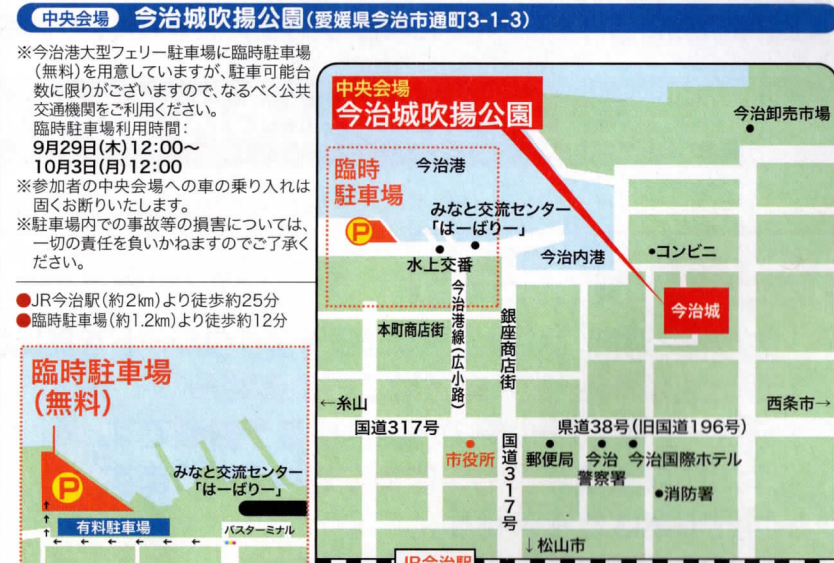 中央会場 今治城吹揚公園(愛媛県今治市通町3-1-3)
※今治港大型フェリー駐車場に臨時駐車場
(無料)を用意していますが、駐車可能台
数に限りがございますので、なるべく公共
交通機関をご利用ください。
臨時駐車場利用時間:
9月29日(木)12:00〜
10月3日(月)12:00
※参加者の中央会場への車の乗り入れは
固くお断りいたします。
※駐車場内での事故等の損害については、
一切の責任を負いかねますのでご了承く
ださい。
●JR今治駅(約2km)より徒歩約25分
●臨時駐車場(約1.2km)より徒歩約12分
臨時駐車場
(無料)
P
みなと交流センター
「はーばりー」
有料駐車場
バスターミナル
中央会場
今治城吹揚公園
今治卸売市場
臨時
駐車場
今治港
P
みなと交流センター
「はーばりー」
水上交番
今治内港
コンビニ
今治城
本町商店街
今治港線(広小路)
銀座商店街
←糸山
西条市→
国道317号
県道38号(旧国道196号)
市役所
国道317号
郵便局
今治
警察署
今治国際ホテル
消防署
↓松山市
JR今治駅